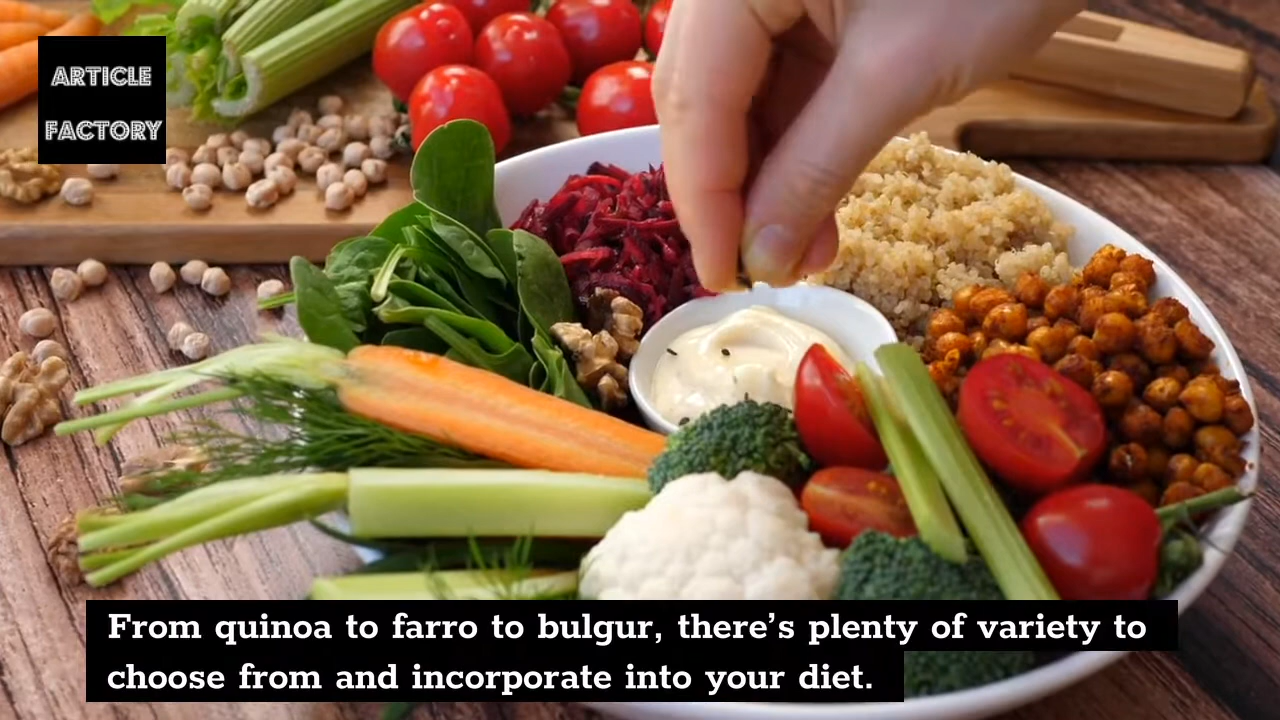 ARTICLE
FACTORY
From quinoa to farro to bulgur, there's plenty of variety to
choose from and incorporate into your diet.